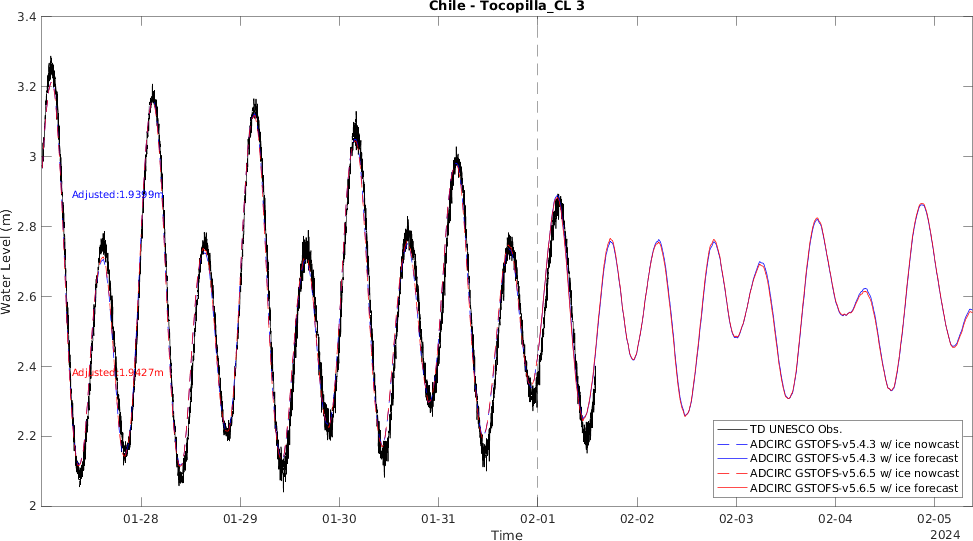 Chile - Tocopilla_CL 3
3.4
3.2
3
2.8
2.6
2.4
2.2
2
Water Level (m)
Adjusted:1.9399m
Adjusted:1.9427m
TD UNESCO Obs.
ADCIRC GSTOFS-v5.4.3 w/ ice nowcast
ADCIRC GSTOFS-v5.4.3 w/ ice forecast
ADCIRC GSTOFS-v5.6.5 w/ ice nowcast
ADCIRC GSTOFS-v5.6.5 w/ ice forecast
01-28 01-29 01-30 01-31 02-01 02-02 02-03 02-04 02-05
Time
2024